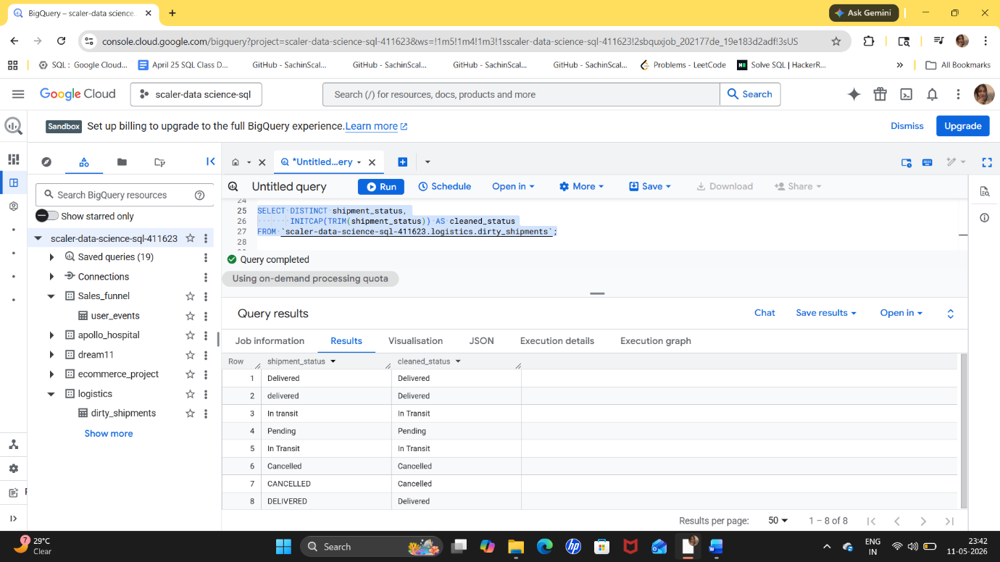 BigQuery – scaler-data science.
Ask Gemini
console.cloud.google.com/bigquery?project=scaler-data-science-sql-411623&ws=!1m5!1m4!1m3!1sscaler-data-science-sql-411623!2sbquxjob_202177de_19e183d2adf!3sUS
SQL : Google Cloud...
April 25 SQL Class D...
GitHub - SachinScal...
GitHub - SachinScal...
GitHub - SachinScal...
GitHub - SachinScal...
Problems - LeetCode
Solve SQL | HackerR...
All Bookmarks
Google Cloud
scaler-data science-sql
Search (/) for resources, docs, products and more
Search
Sandbox Set up billing to upgrade to the full BigQuery experience. Learn more
Dismiss
Upgrade
*Untitled...ery
Untitled query
Run
Schedule
Open in
More
Save
Download
Share
Search BigQuery resources
Show starred only
scaler-data-science-sql-411623
Saved queries (19)
Connections
Sales_funnel
user_events
apollo_hospital
dream11
ecommerce_project
logistics
dirty_shipments
Show more
24
25 SELECT DISTINCT shipment_status,
26 INITCAP(TRIM(shipment_status)) AS cleaned_status
27 FROM `scaler-data-science-sql-411623.logistics.dirty_shipments`;
28
Query completed
Using on-demand processing quota
Query results
Chat
Save results
Open in
Job information
Results
Visualisation
JSON
Execution details
Execution graph
Row shipment_status cleaned_status
1 Delivered Delivered
2 delivered Delivered
3 In transit In Transit
4 Pending Pending
5 In Transit In Transit
6 Cancelled Cancelled
7 CANCELLED Cancelled
8 DELIVERED Delivered
Results per page: 50 1 – 8 of 8
7
29°C
Clear
Search
ENG
IN
23:42
11-05-2026